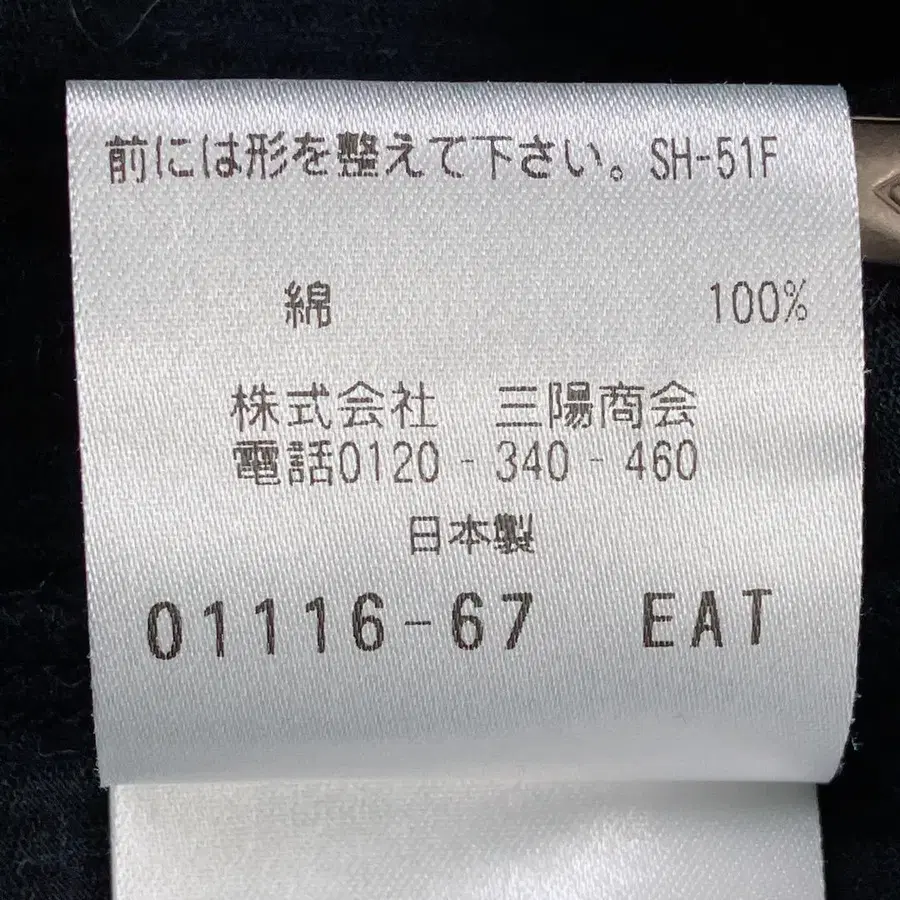 前には形を整えて下さい。SH-51F
綿 100%
株式会社 三陽商会
電話0120-340-460
日本製
01116-67 EAT